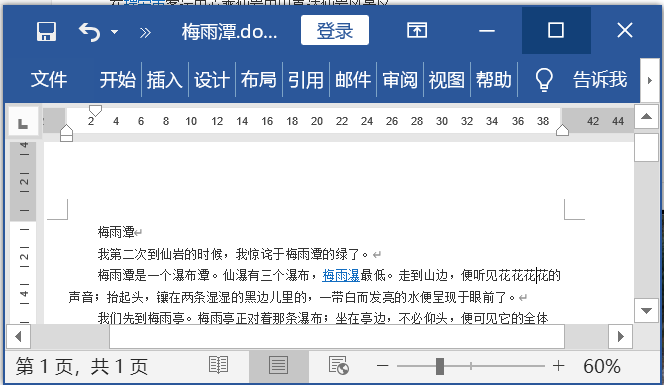 梅雨潭.do...
登录
文件 开始 插入 设计 布局 引用 邮件 审阅 视图 帮助 告诉我
2 2 4 6 8 10 12 14 16 18 20 22 24 26 28 30 32 34 36 38 42 44
4
2
2
4
梅雨潭
我第二次到仙岩的时候，我惊诧于梅雨潭的绿了。
梅雨潭是一个瀑布潭。仙瀑有三个瀑布，梅雨瀑最低。走到山边，便听见花花花花的
声音；抬起头，镶在两条湿湿的黑边儿里的，一带白而发亮的水便呈现于眼前了。
我们先到梅雨亭。梅雨亭正对着那条瀑布；坐在亭边，不必仰头，便可见它的全体
第 1 页，共 1 页 60%